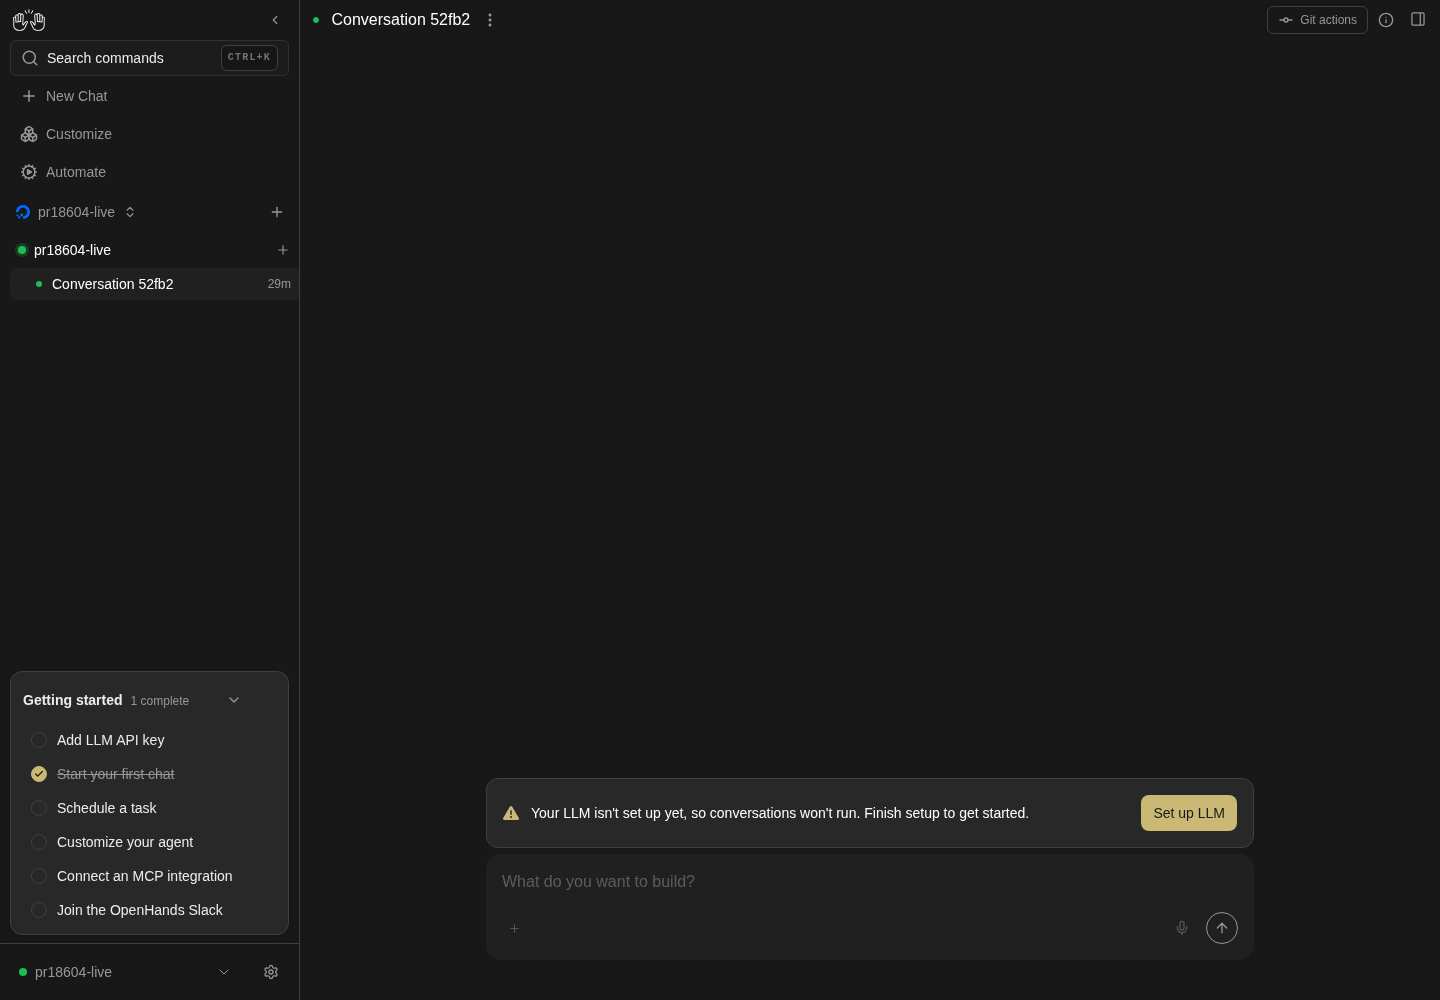 Search commands
CTRL+K
New Chat
Customize
Automate
pr18604-live
pr18604-live
Conversation 52fb2
29m
Getting started 1 complete
Add LLM API key
Start your first chat
Schedule a task
Customize your agent
Connect an MCP integration
Join the OpenHands Slack
pr18604-live
Conversation 52fb2
Git actions
Your LLM isn't set up yet, so conversations won't run. Finish setup to get started.
Set up LLM
What do you want to build?